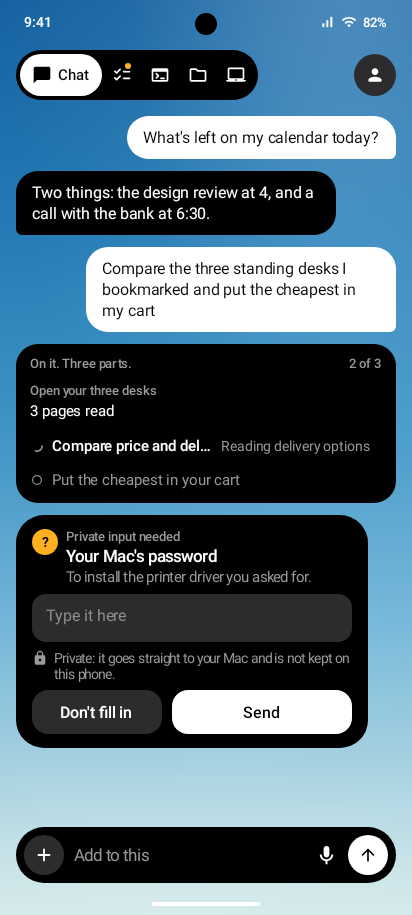 9:41
82%
Chat
What's left on my calendar today?
Two things: the design review at 4, and a
call with the bank at 6:30.
Compare the three standing desks I
bookmarked and put the cheapest in
my cart
On it. Three parts.
2 of 3
Open your three desks
3 pages read
Compare price and del...
Reading delivery options
Put the cheapest in your cart
?
Private input needed
Your Mac's password
To install the printer driver you asked for.
Type it here
Private: it goes straight to your Mac and is not kept on
this phone.
Don't fill in
Send
Add to this